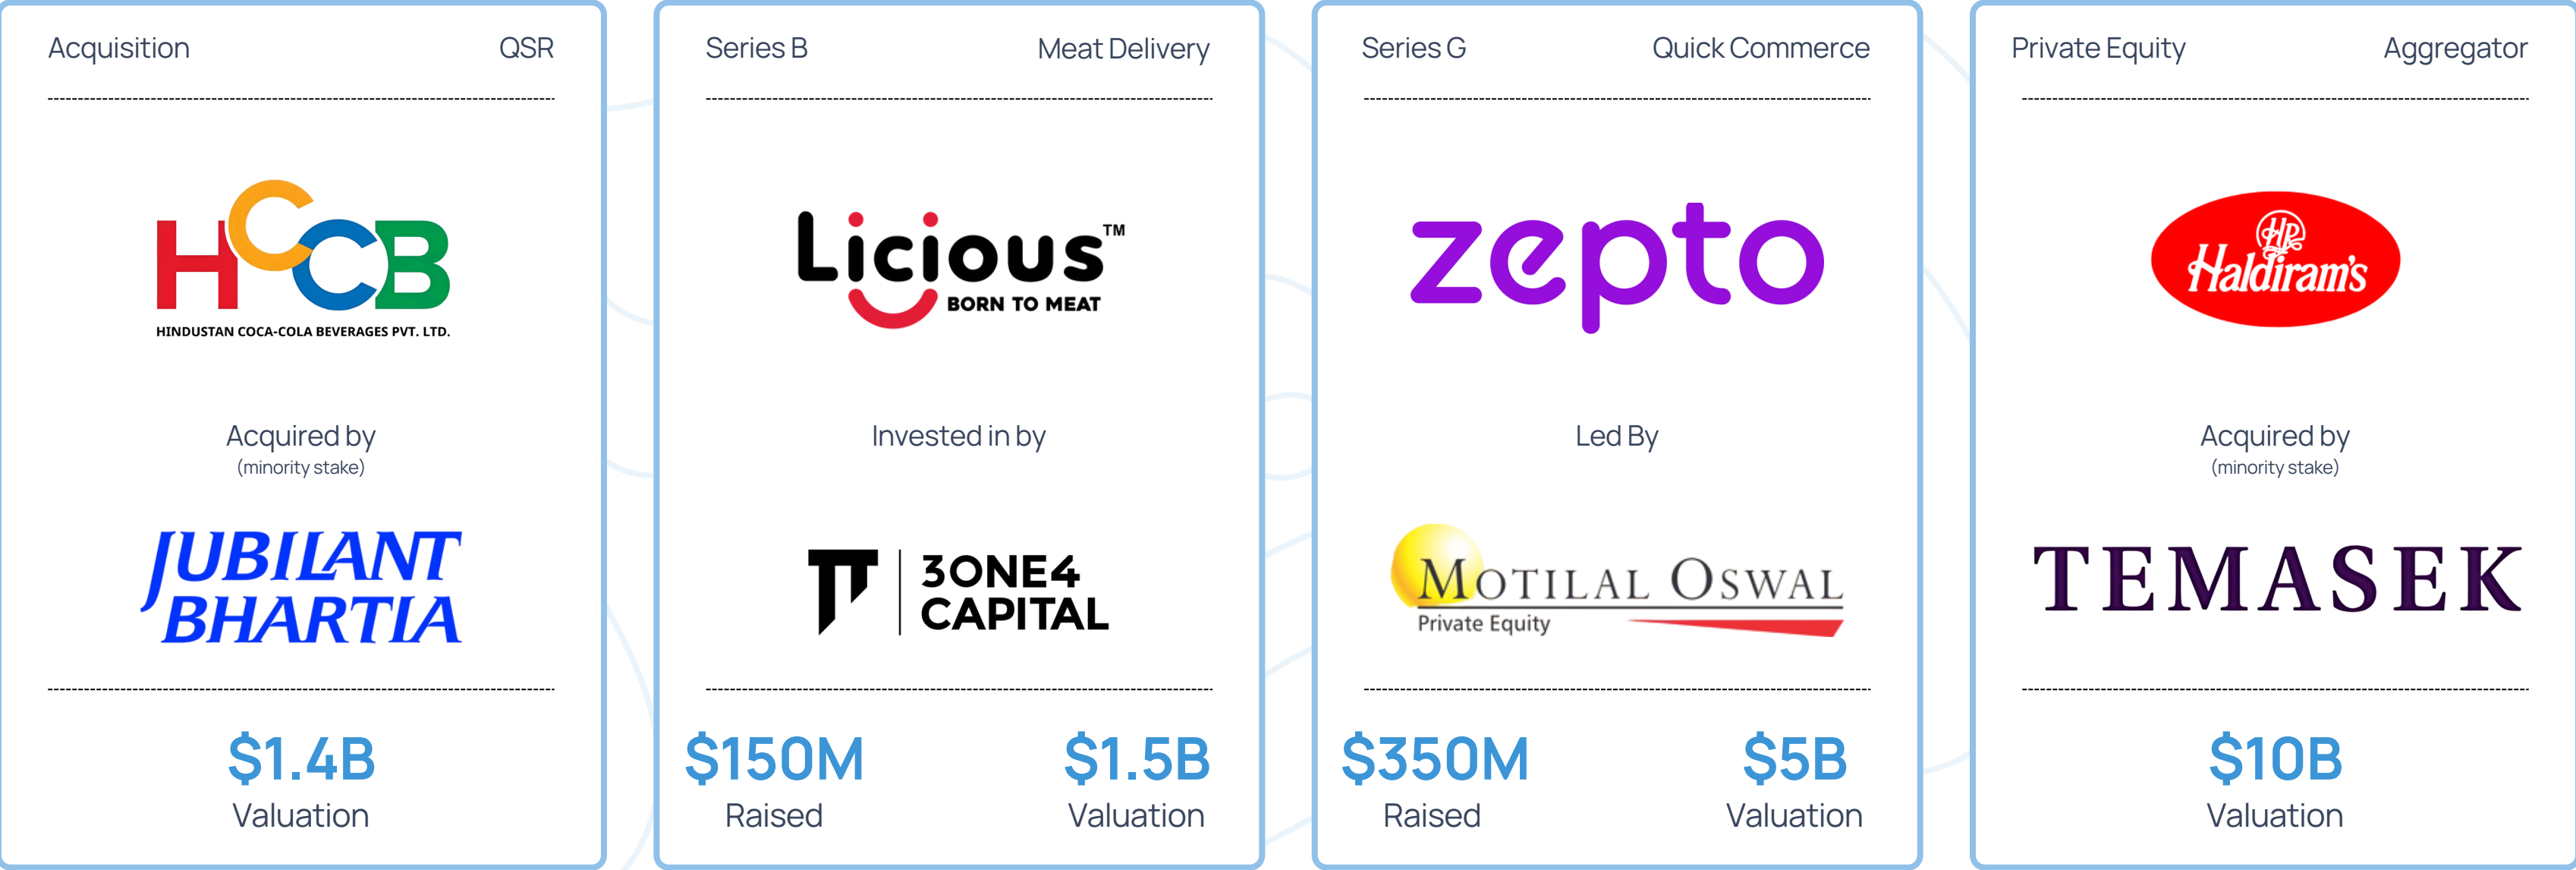 Acquisition QSR
HCCB
HINDUSTAN COCA-COLA BEVERAGES PVT. LTD.
Acquired by
(minority stake)
JUBILANT
BHARTIA
$1.4B
Valuation
Series B Meat Delivery
Licious™
BORN TO MEAT
Invested in by
3ONE4
CAPITAL
$150M $1.5B
Raised Valuation
Series G Quick Commerce
zepto
Led By
MOTILAL OSWAL
Private Equity
$350M $5B
Raised Valuation
Private Equity Aggregator
HR
Haldiram's
Acquired by
(minority stake)
TEMASEK
$10B
Valuation